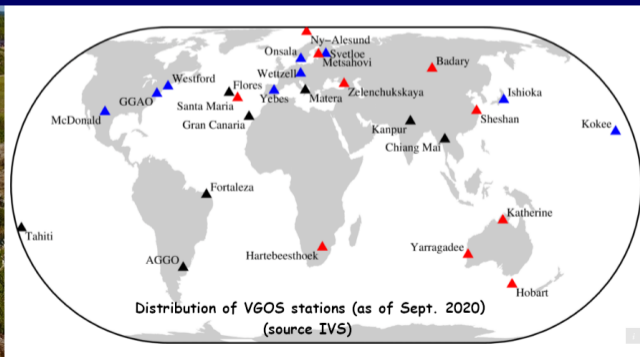 Ny-Alesund
Onsala
Svetloe
Metsahovi
Badary
Westford
Wettzell
Flores
Zelenchukskaya
Ishioka
GGAO
Santa Maria
Yebes
Matera
McDonald
Gran Canaria
Kanpur
Sheshan
Kokee
Chiang Mai
Fortaleza
Katherine
Tahiti
Yarragadee
AGGO
Hartebeesthoek
Hobart
Distribution of VGOS stations (as of Sept. 2020)
(source IVS)